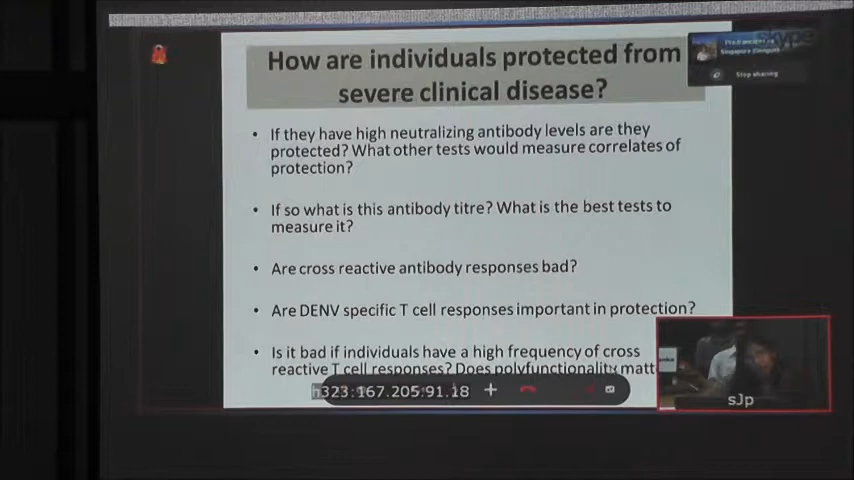 How are individuals protected from
severe clinical disease?
• If they have high neutralizing antibody levels are they
protected? What other tests would measure correlates of
protection?
• If so what is this antibody titre? What is the best tests to
measure it?
• Are cross reactive antibody responses bad?
• Are DENV specific T cell responses important in protection?
• Is it bad if individuals have a high frequency of cross
reactive T cell responses? Does polyfunctionality matt
skype
Singapore
Stop sharing
h323:167.205.91.18
sJp